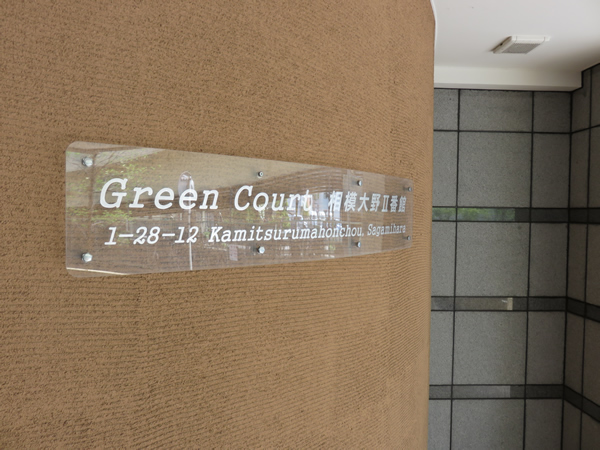 Green Court 相模大野II番館
1-28-12 Kamitsurumahonchou. Sagamihara